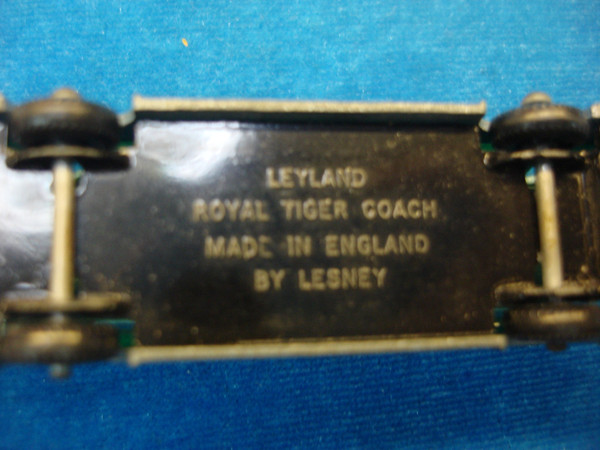 LEYLAND
ROYAL TIGER COACH
MADE IN ENGLAND
BY LESNEY